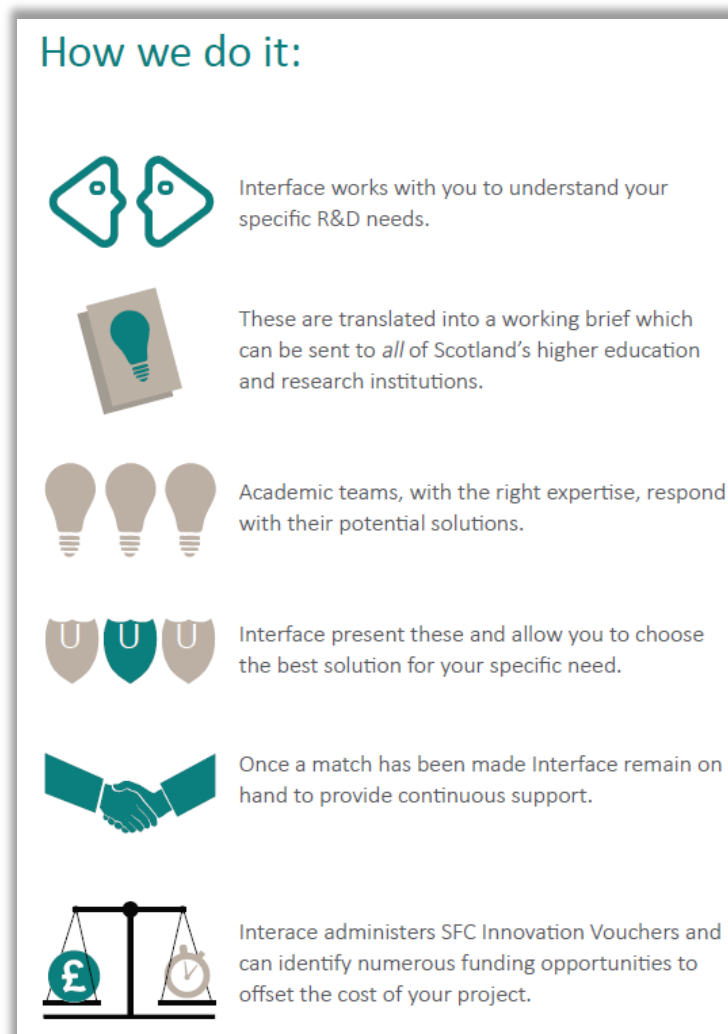 How we do it:
Interface works with you to understand your
specific R&D needs.
These are translated into a working brief which
can be sent to all of Scotland's higher education
and research institutions.
Academic teams, with the right expertise, respond
with their potential solutions.
U U U
Interface present these and allow you to choose
the best solution for your specific need.
Once a match has been made Interface remain on
hand to provide continuous support.
£
Interace administers SFC Innovation Vouchers and
can identify numerous funding opportunities to
offset the cost of your project.